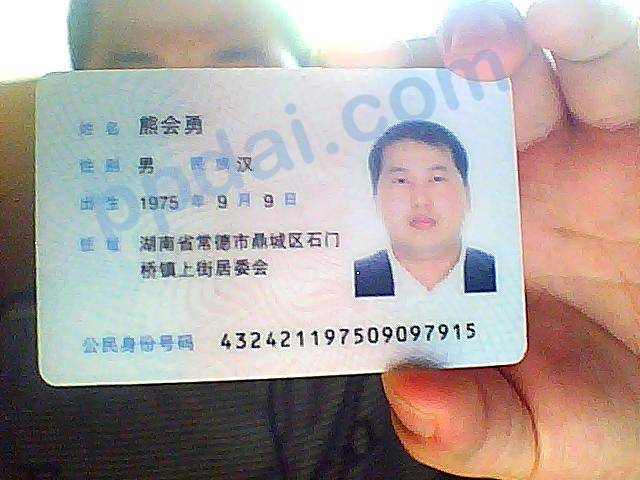 姓名 熊会勇
性别 男 民族 汉
出生 1975 年 9 月 9 日
住址 湖南省常德市鼎城区石门
桥镇上街居委会
公民身份号码 432421197509097915
ppdai.com